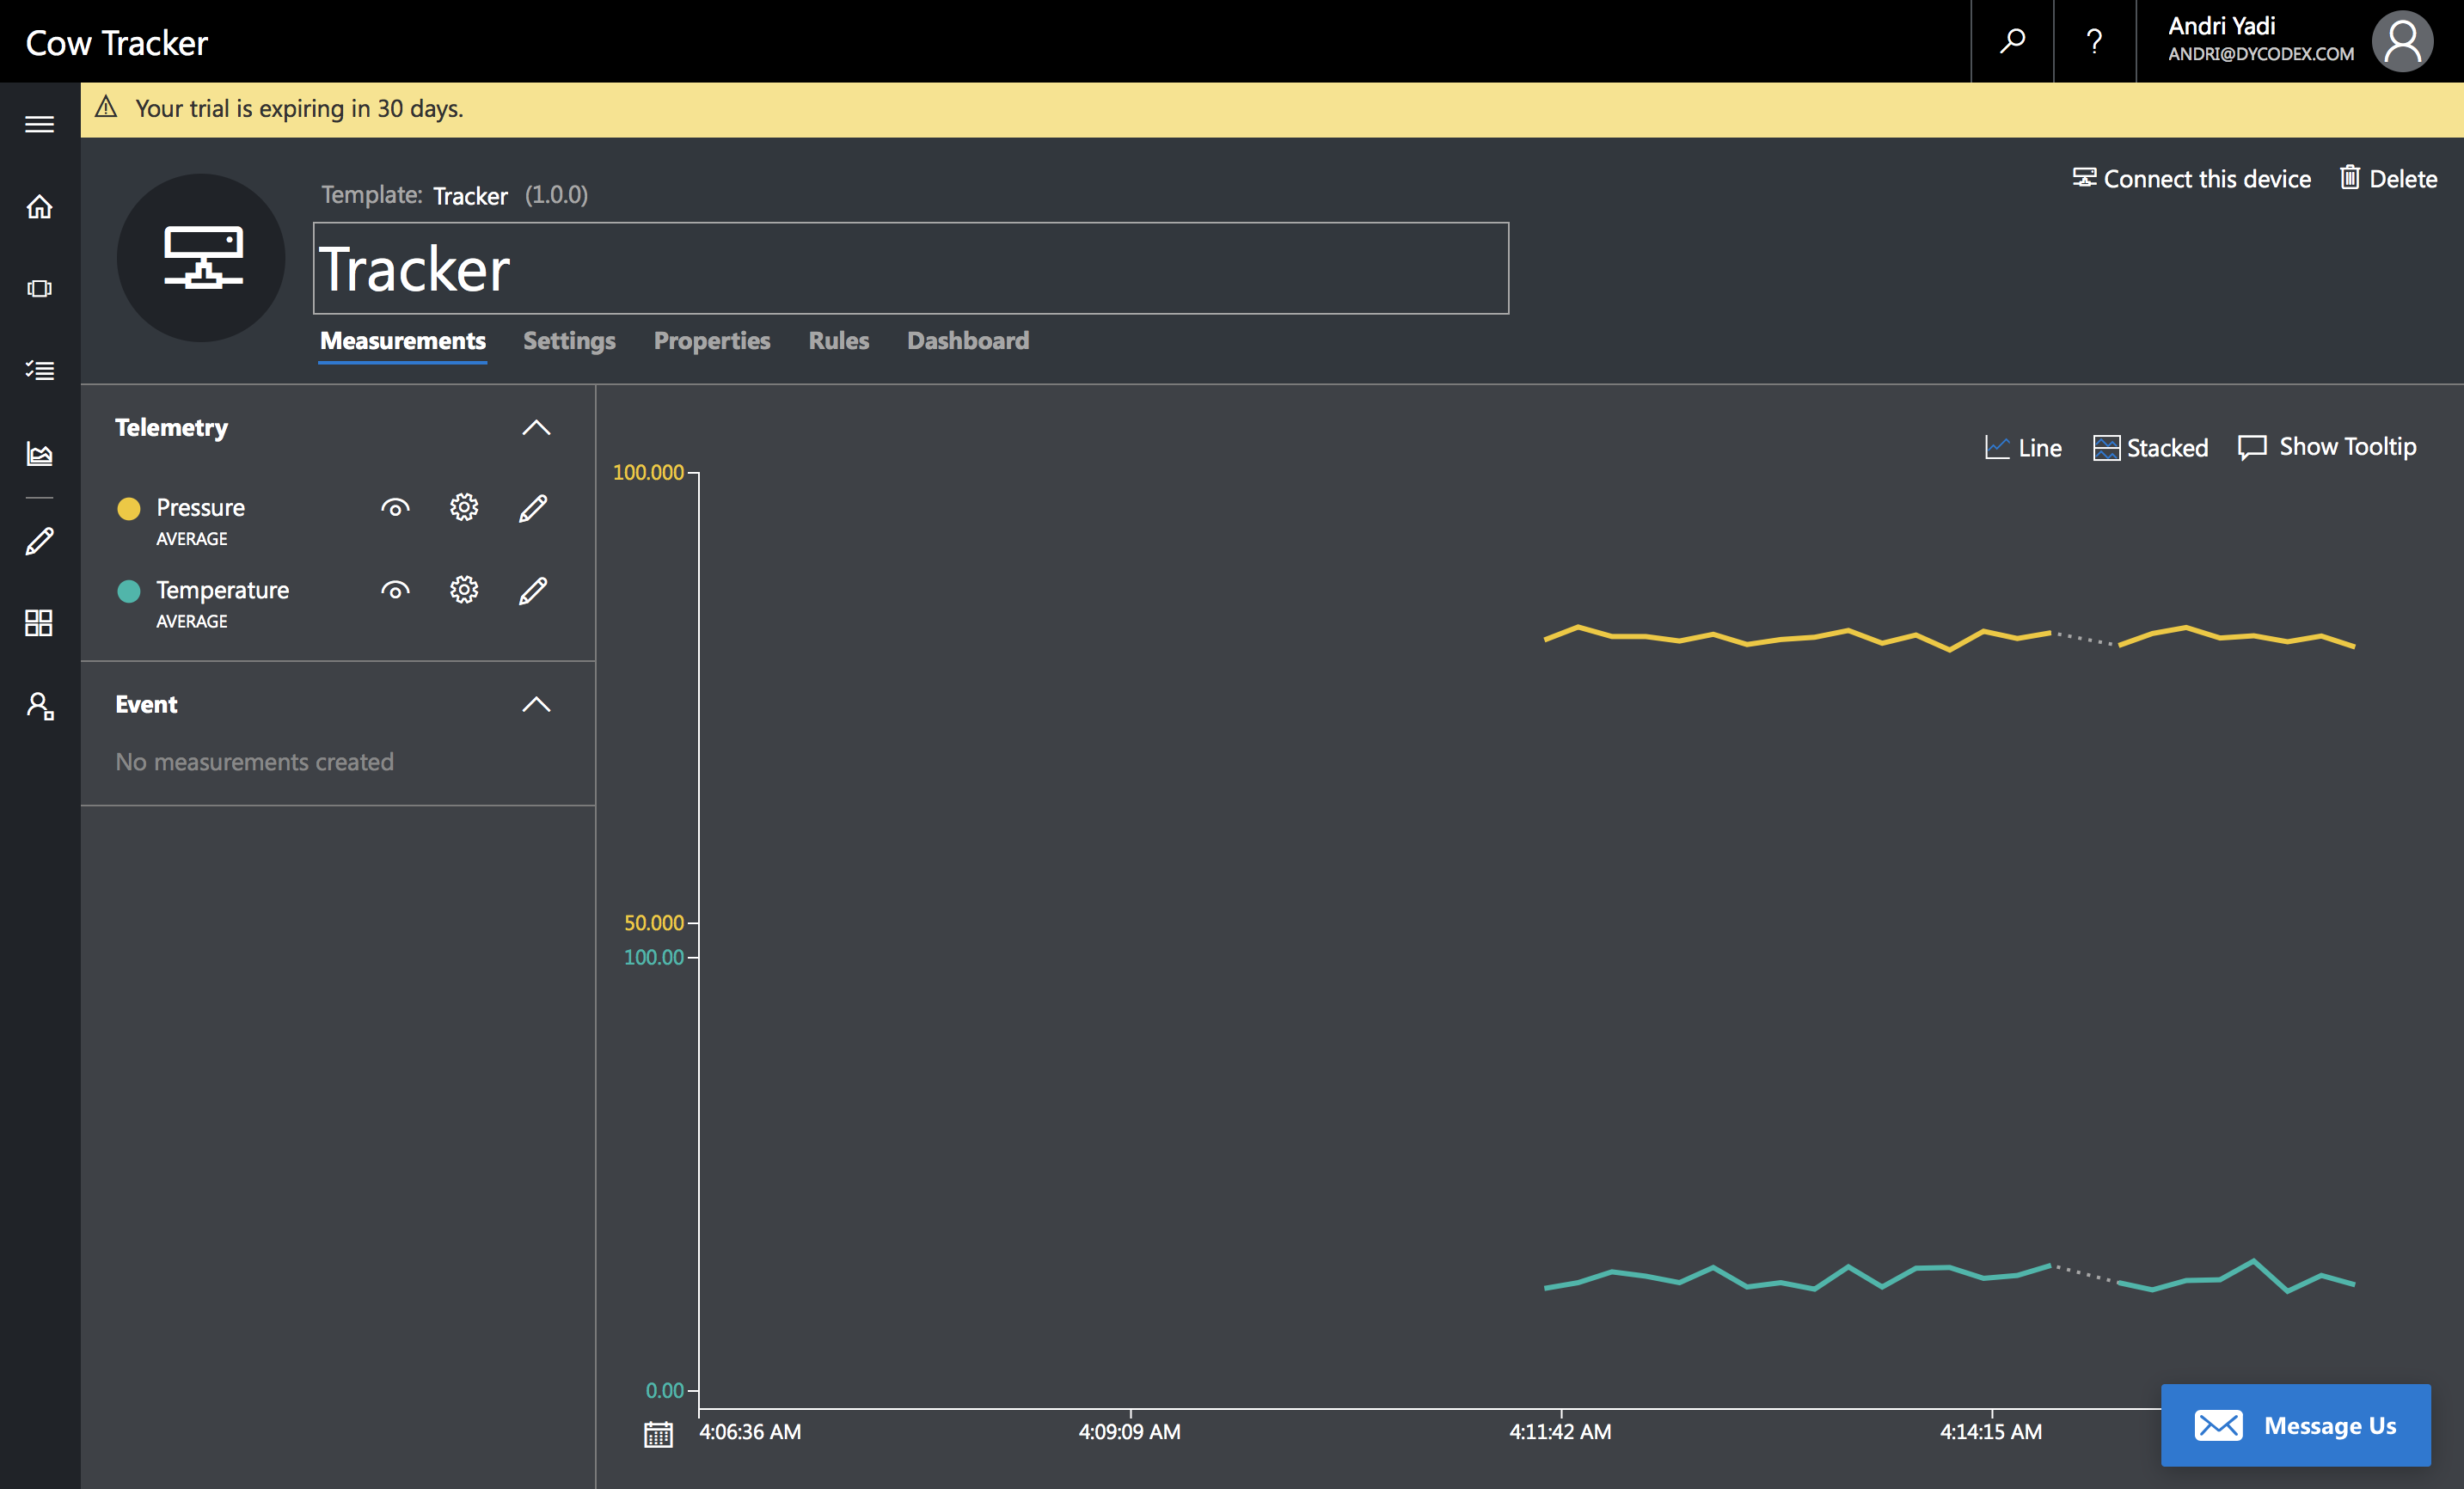 Cow Tracker
?
Andri Yadi
ANDRI@DYCODEX.COM
Your trial is expiring in 30 days.
Template: Tracker (1.0.0)
Connect this device
Delete
Tracker
Measurements Settings Properties Rules Dashboard
Telemetry
Pressure
AVERAGE
Temperature
AVERAGE
Event
No measurements created
Line Stacked Show Tooltip
100.000
50.000
100.00
0.00
4:06:36 AM 4:09:09 AM 4:11:42 AM 4:14:15 AM
Message Us